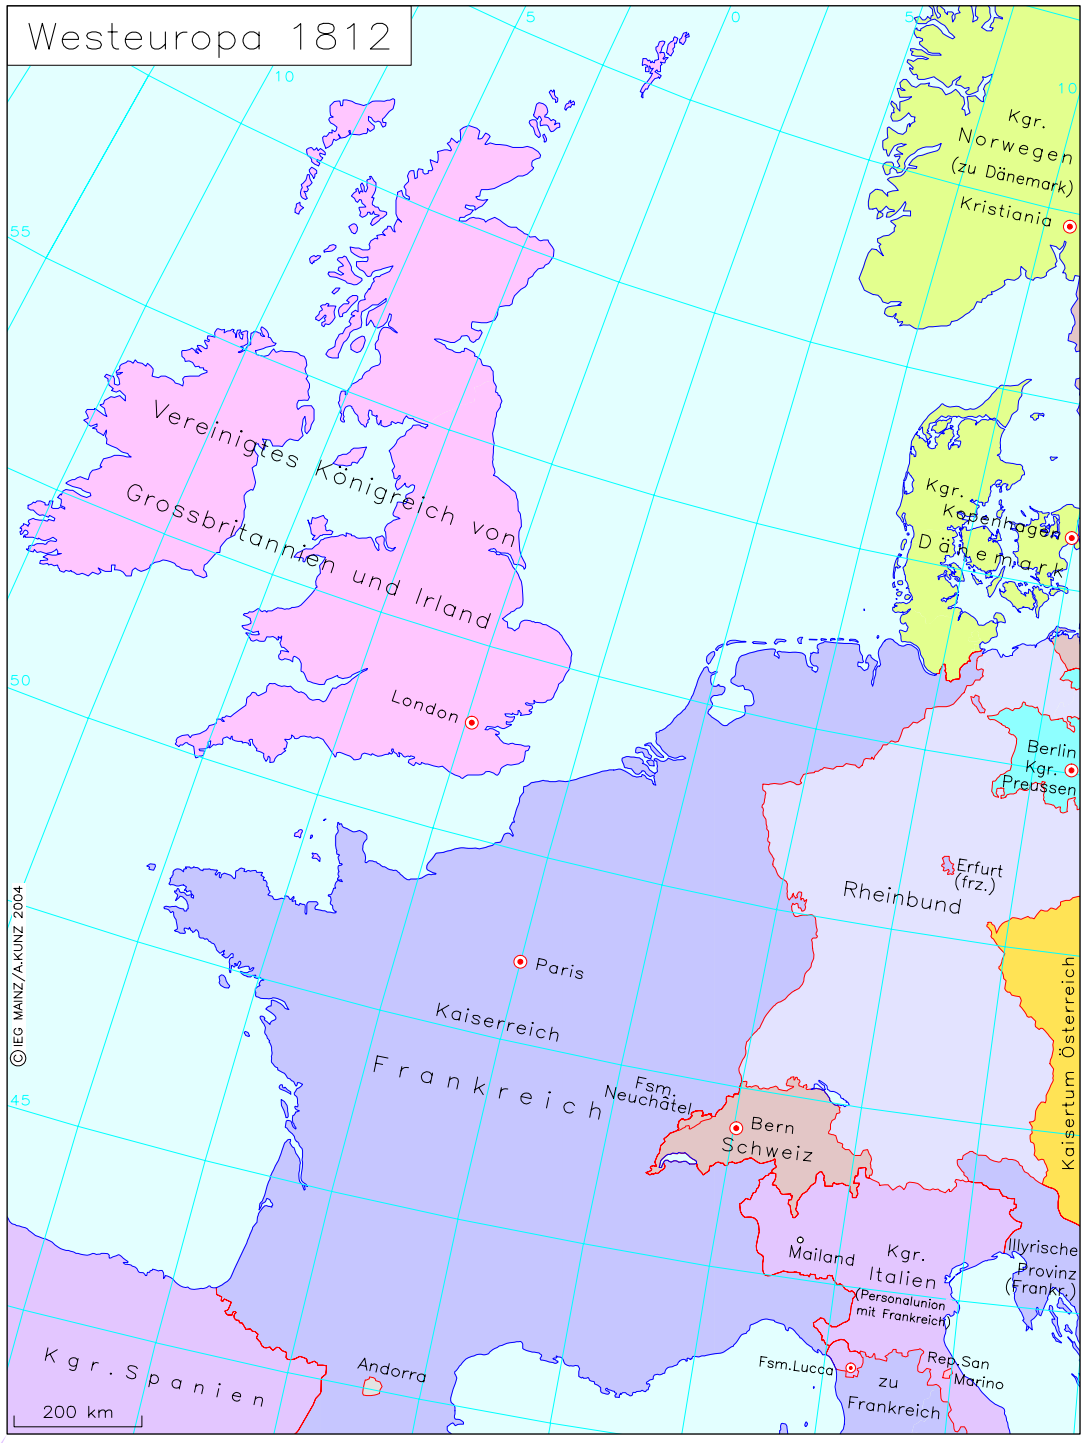 Westeuropa 1812
5
0
5
10
10
Kgr.
Norwegen
(zu Dänemark)
Kristiania
55
Vereinigtes Königreich von
Grossbritannien und Irland
Kgr.
Kopenhagen
Dänemark
50
London
Berlin
Kgr.
Preussen
Erfurt
(frz.)
Rheinbund
©IEG MAINZ/A.KUNZ 2004
Paris
Kaiserreich
Frankreich
Kaisertum Österreich
Fsm.
Neuchâtel
45
Bern
Schweiz
Mailand
Kgr.
Italien
(Personalunion
mit Frankreich)
Illyrische
Provinz
(Frankr.)
Kgr. Spanien
Andorra
Fsm.Lucca
Rep.San
Marino
zu
Frankreich
200 km